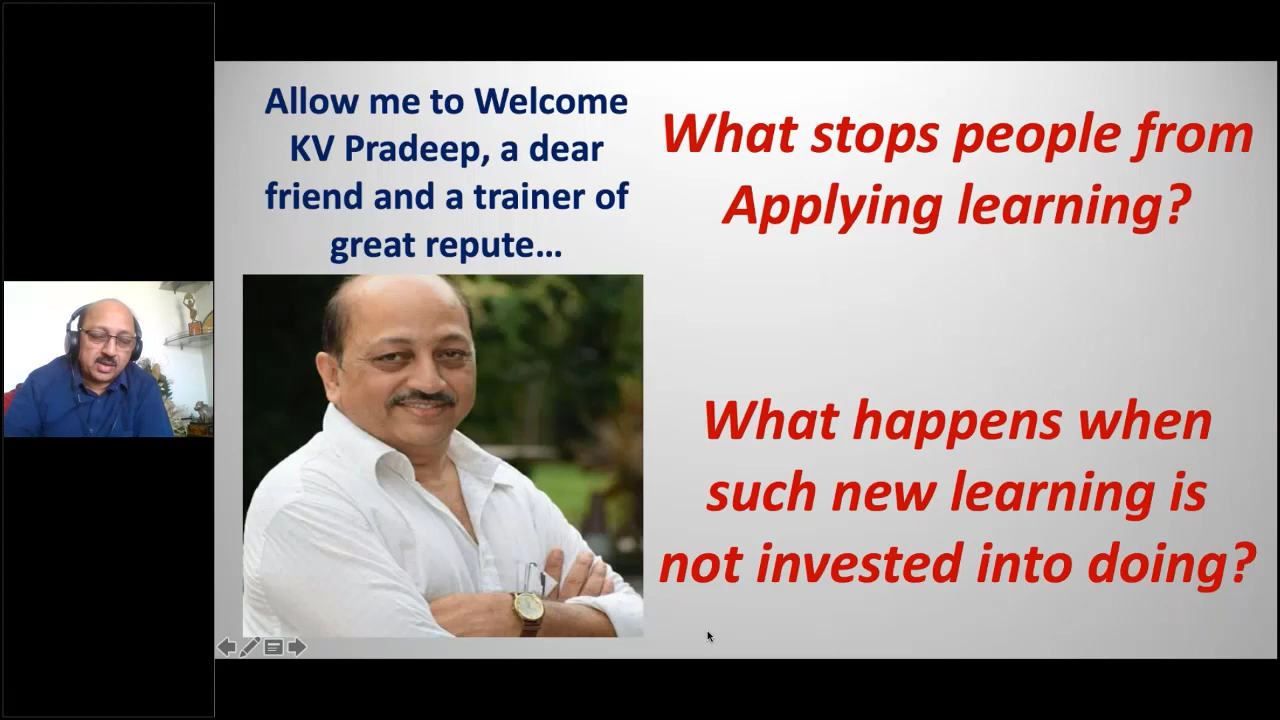 Allow me to Welcome
KV Pradeep, a dear
friend and a trainer of
great repute...
What stops people from
Applying learning?
What happens when
such new learning is
not invested into doing?